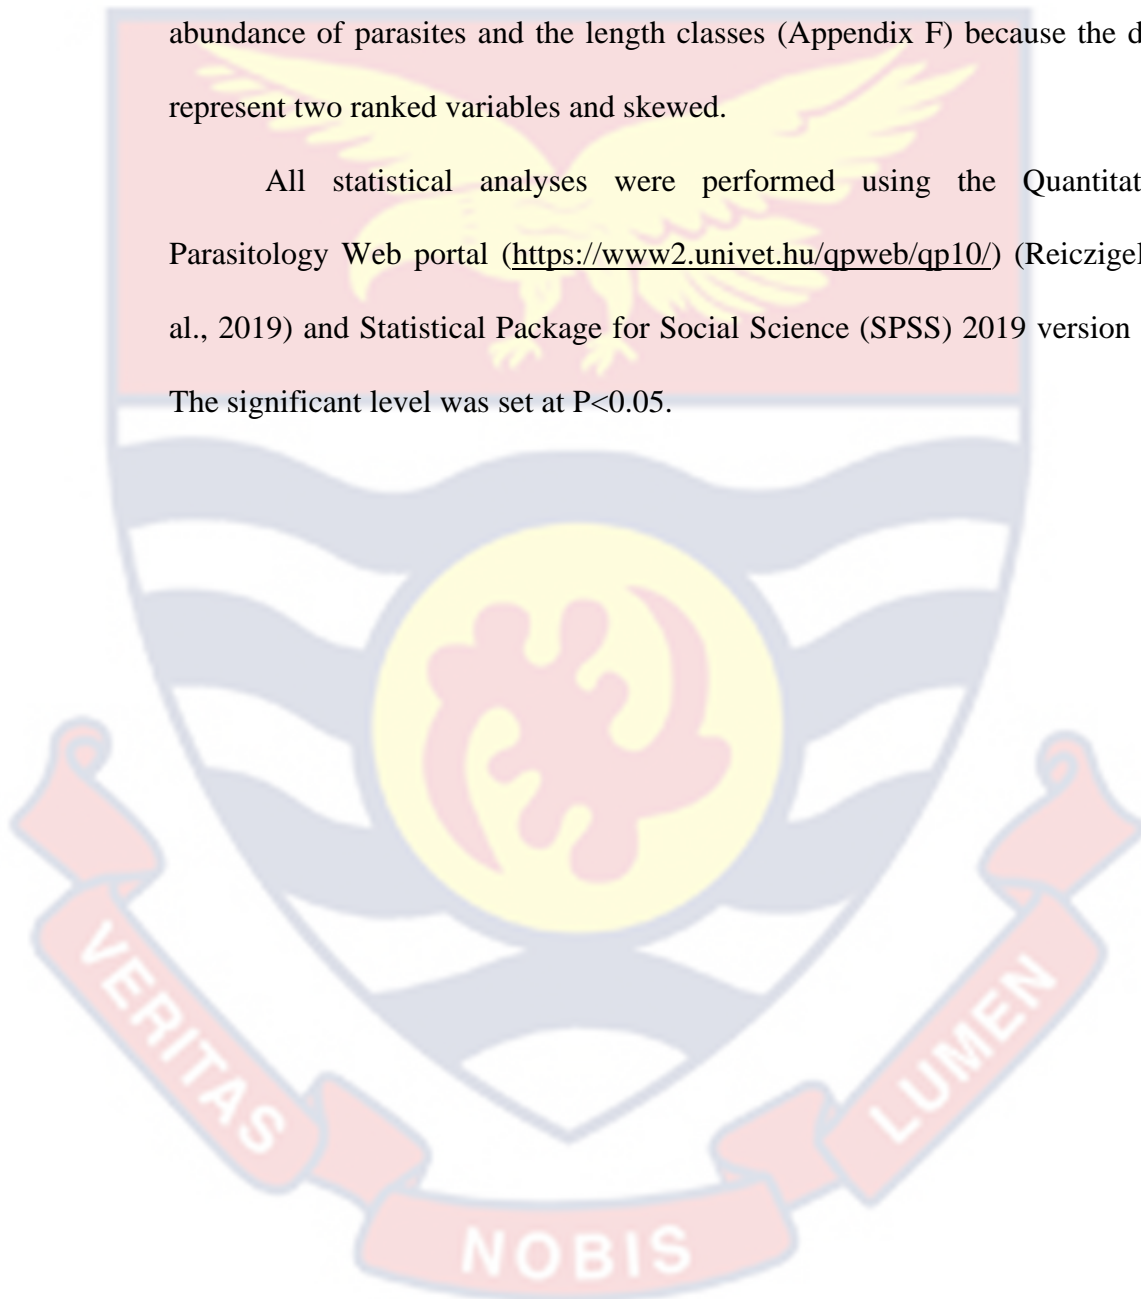 abundance of parasites and the length classes (Appendix F) because the d
represent two ranked variables and skewed.
All statistical analyses were performed using the Quantitat
Parasitology Web portal (https://www2.univet.hu/qpweb/qp10/) (Reiczigel
al., 2019) and Statistical Package for Social Science (SPSS) 2019 version
The significant level was set at P<0.05.
VERITAS
NOBIS
LUMEN